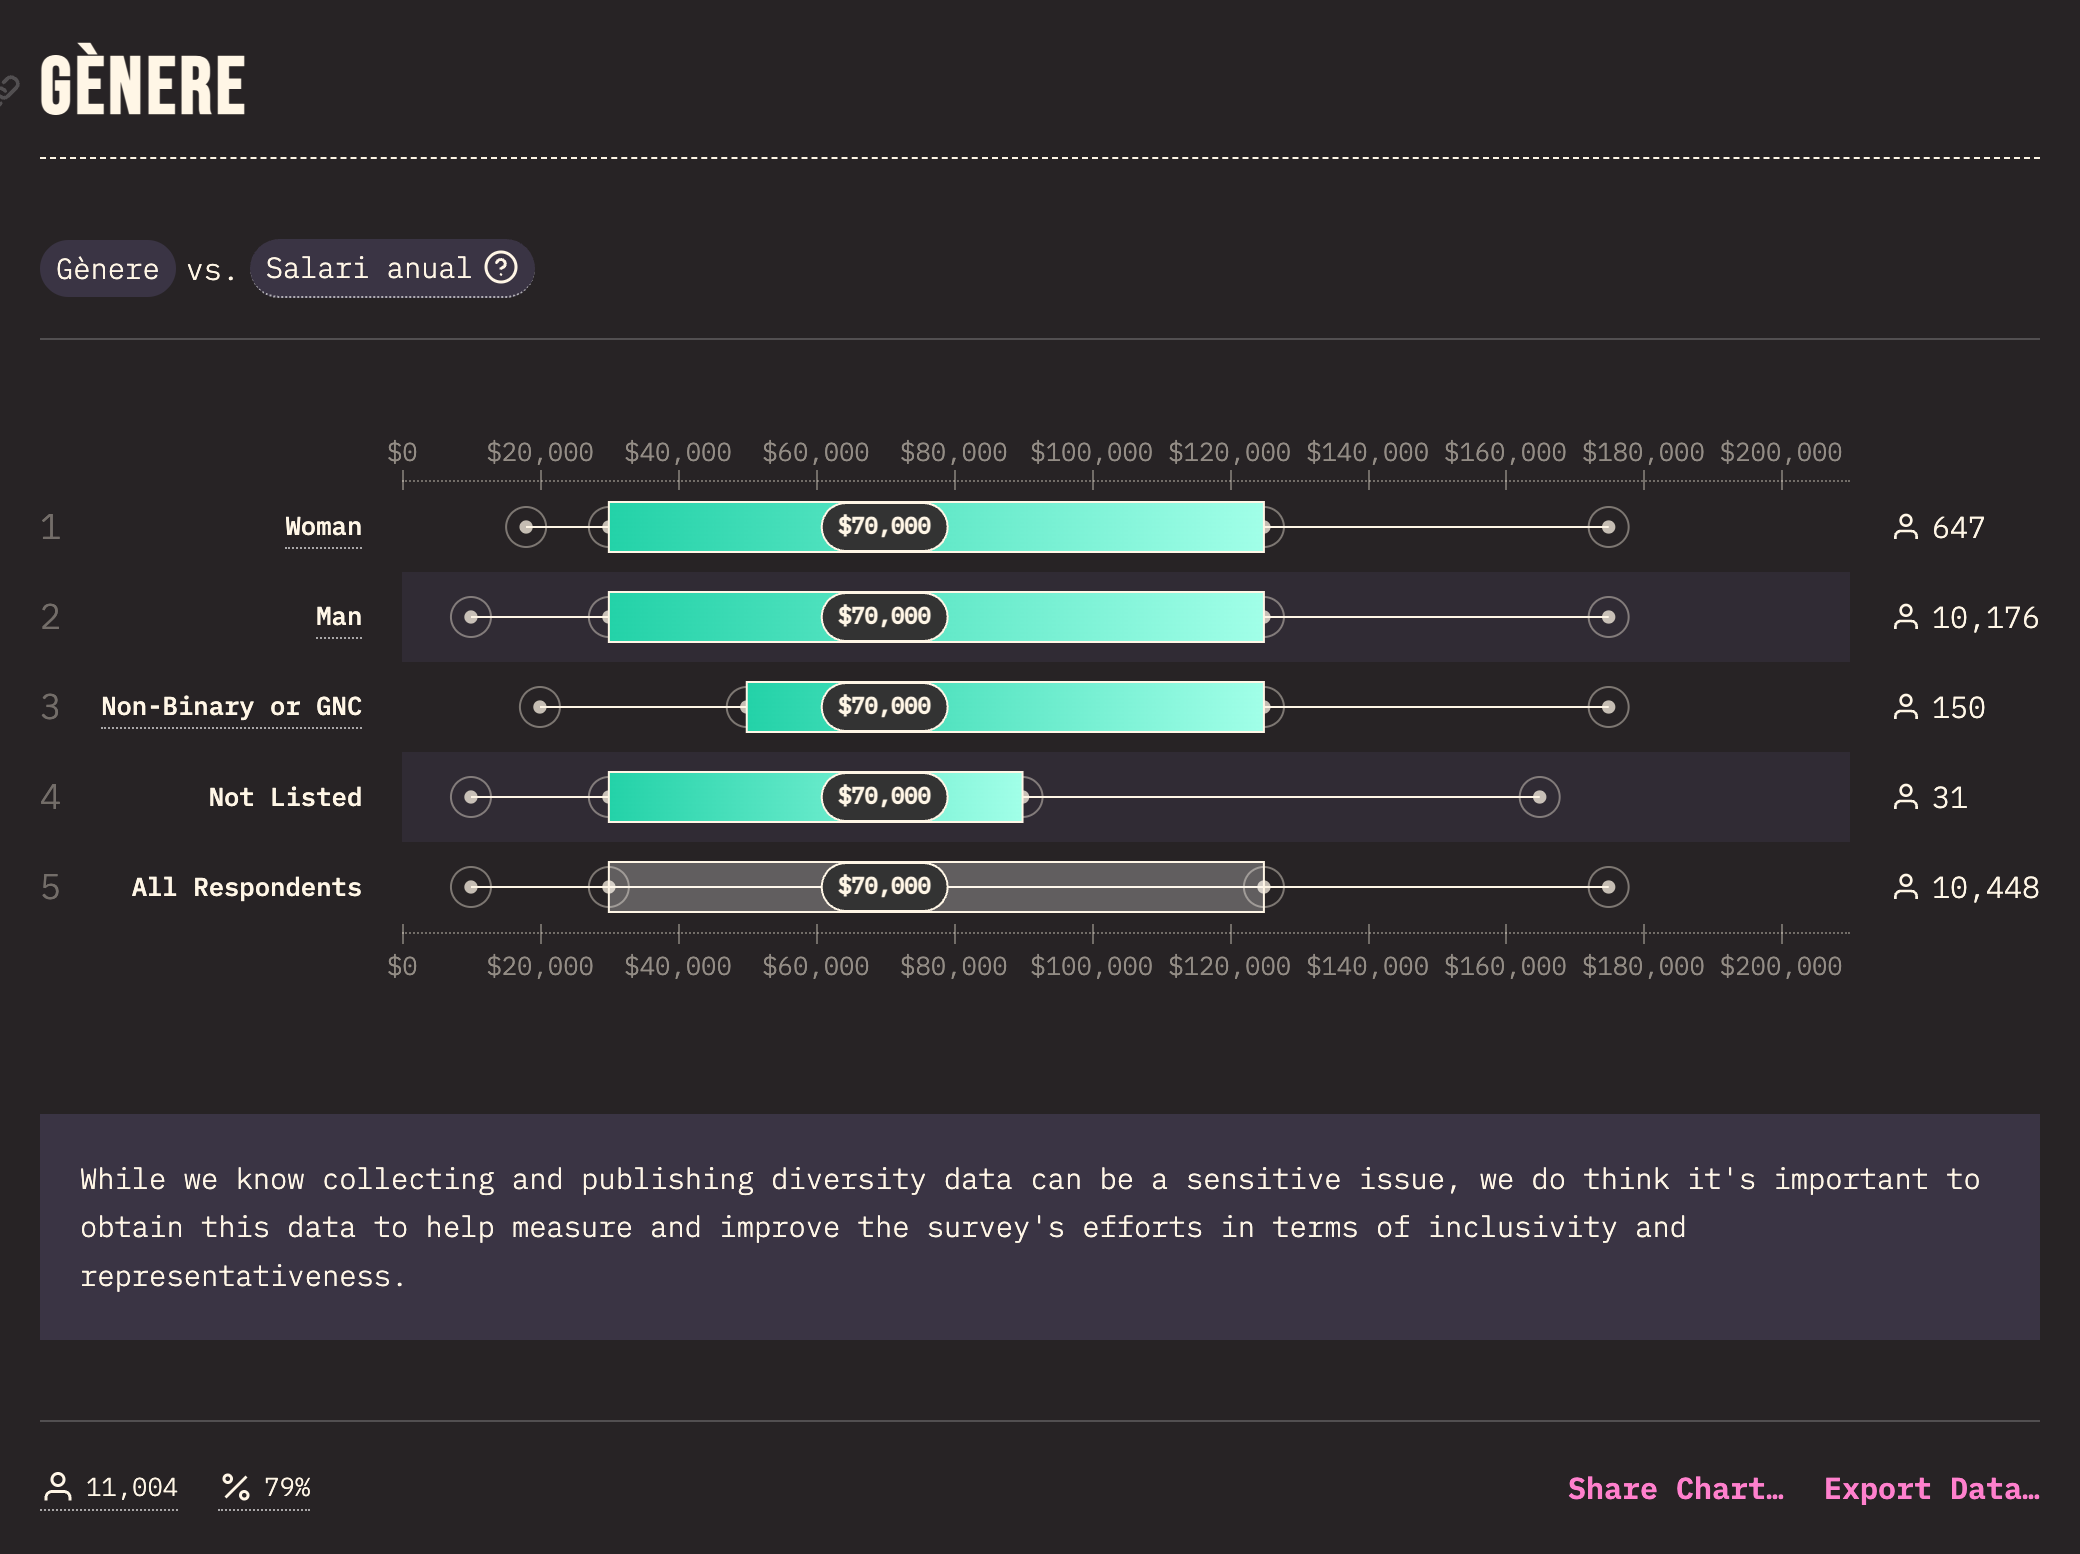 GÈNERE
Gènere vs. Salari anual
$0 $20,000 $40,000 $60,000 $80,000 $100,000 $120,000 $140,000 $160,000 $180,000 $200,000
1 Woman $70,000 647
2 Man $70,000 10,176
3 Non-Binary or GNC $70,000 150
4 Not Listed $70,000 31
5 All Respondents $70,000 10,448
$0 $20,000 $40,000 $60,000 $80,000 $100,000 $120,000 $140,000 $160,000 $180,000 $200,000
While we know collecting and publishing diversity data can be a sensitive issue, we do think it's important to
obtain this data to help measure and improve the survey's efforts in terms of inclusivity and
representativeness.
11,004 79% Share Chart… Export Data…